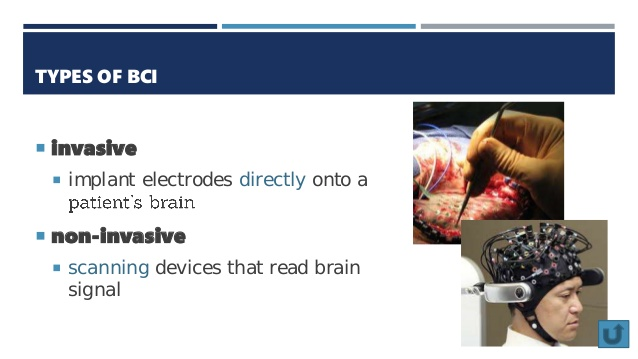 TYPES OF BCI
invasive
implant electrodes directly onto a
patient`s brain
non-invasive
scanning devices that read brain
signal